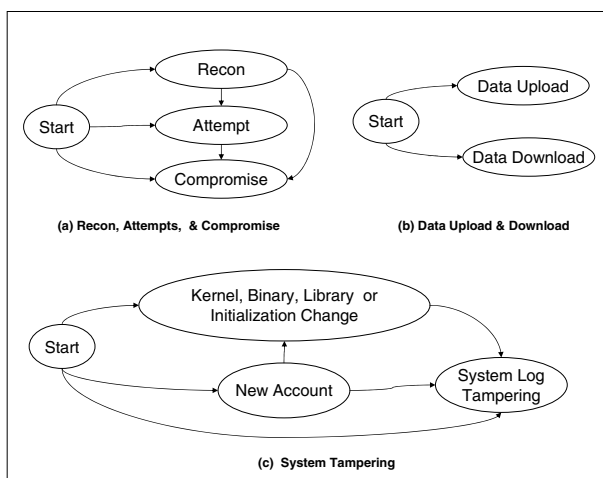 Recon
Start
Attempt
Compromise
(a) Recon, Attempts, & Compromise
Data Upload
Start
Data Download
(b) Data Upload & Download
Kernel, Binary, Library or
Initialization Change
Start
New Account
System Log
Tampering
(c) System Tampering